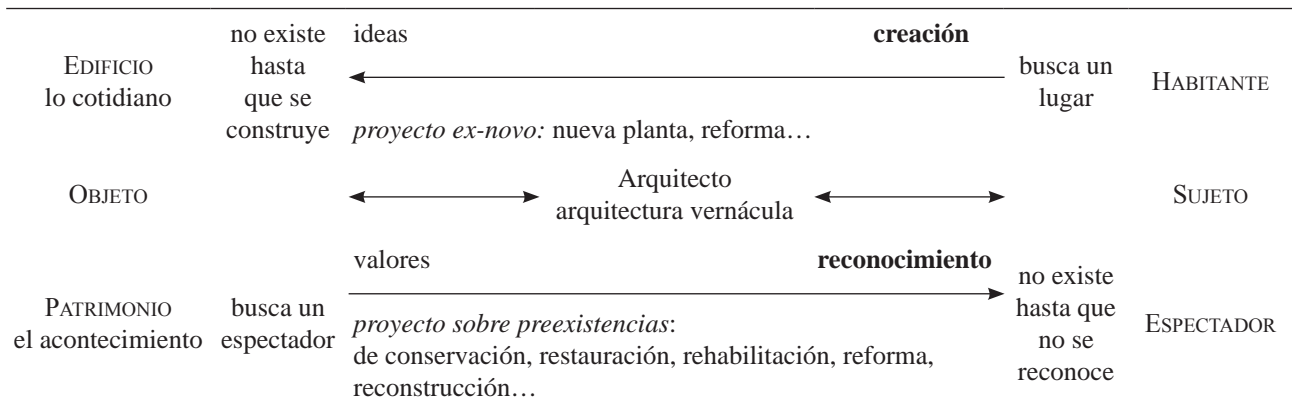 EDIFICIO
lo cotidiano
no existe
hasta
que se
construye
ideas
creación
proyecto ex-novo: nueva planta, reforma…
busca un
lugar
HABITANTE
OBJETO
Arquitecto
arquitectura vernácula
SUJETO
PATRIMONIO
el acontecimiento
busca un
espectador
valores
reconocimiento
proyecto sobre preexistencias:
de conservación, restauración, rehabilitación, reforma,
reconstrucción…
no existe
hasta que
no se
reconoce
ESPECTADOR